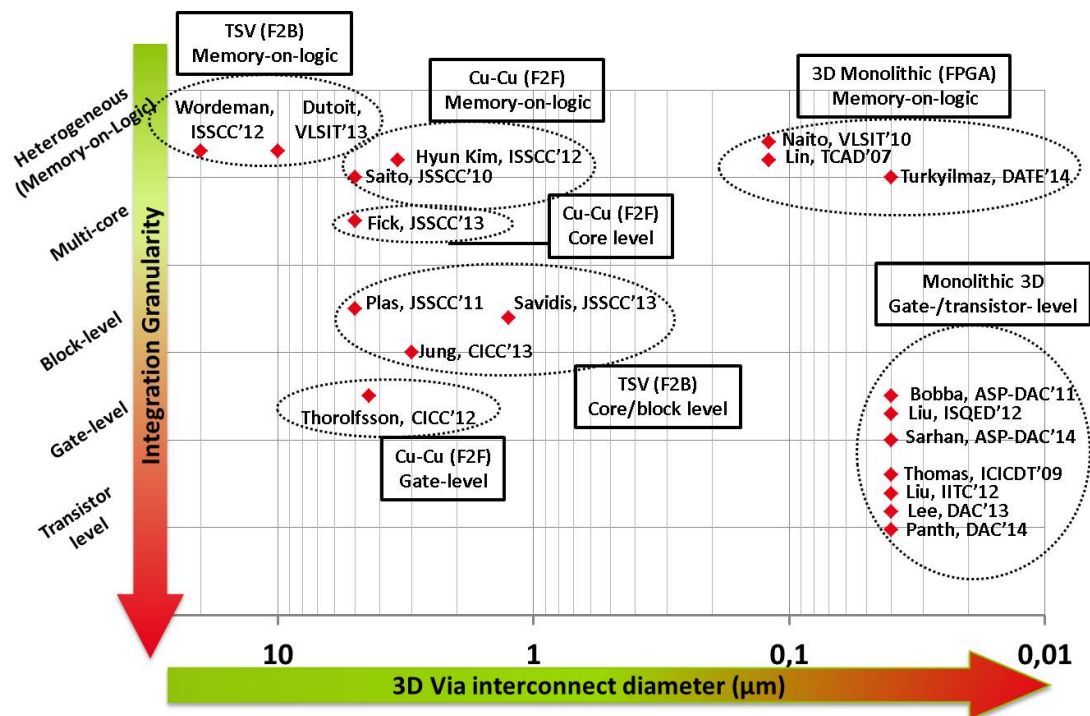 TSV (F2B)
Memory-on-logic
Cu-Cu (F2F)
Memory-on-logic
3D Monolithic (FPGA)
Memory-on-logic
Heterogeneous
(Memory-on-Logic)
Multi-core
Block-level
Gate-level
Transistor
level
Integration Granularity
Wordeman,
ISSCC'12
Dutoit,
VLSIT'13
Hyun Kim, ISSCC'12
Saito, JSSCC'10
Naito, VLSIT'10
Lin, TCAD'07
Turkyilmaz, DATE'14
Fick, JSSCC'13
Cu-Cu (F2F)
Core level
Monolithic 3D
Gate-/transistor- level
Plas, JSSCC'11
Savidis, JSSCC'13
Jung, CICC'13
TSV (F2B)
Core/block level
Thorolfsson, CICC'12
Cu-Cu (F2F)
Gate-level
Bobba, ASP-DAC'11
Liu, ISQED'12
Sarhan, ASP-DAC'14
Thomas, ICICDT'09
Liu, IITC'12
Lee, DAC'13
Panth, DAC'14
10
1
0,1
0,01
3D Via interconnect diameter (µm)